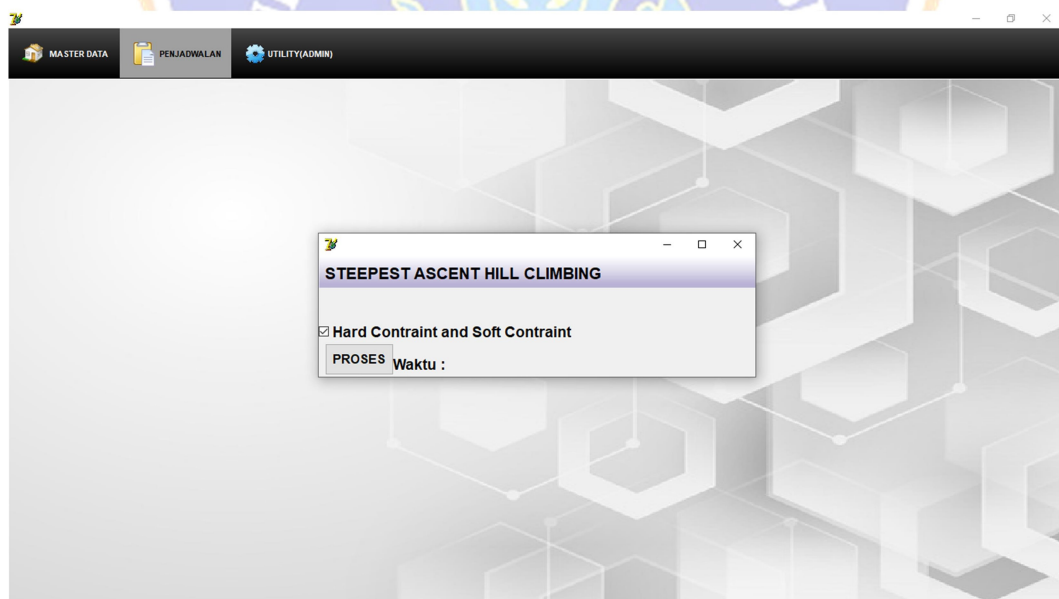 MASTER DATA PENJADWALAN UTILITY(ADMIN)
STEEPEST ASCENT HILL CLIMBING
Hard Contraint and Soft Contraint
PROSES Waktu :